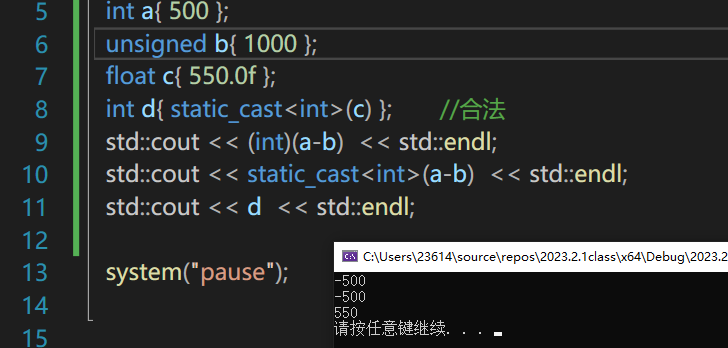 5 int a{ 500 };
6 unsigned b{ 1000 };
7 float c{ 550.0f };
8 int d{ static_cast<int>(c) }; //合法
9 std::cout << (int)(a-b) << std::endl;
10 std::cout << static_cast<int>(a-b) << std::endl;
11 std::cout << d << std::endl;
12
13 system("pause");
14
15
C:\Users\23614\source\repos\2023.2.1class\x64\Debug\2023.2
-500
-500
550
请按任意键继续. . .